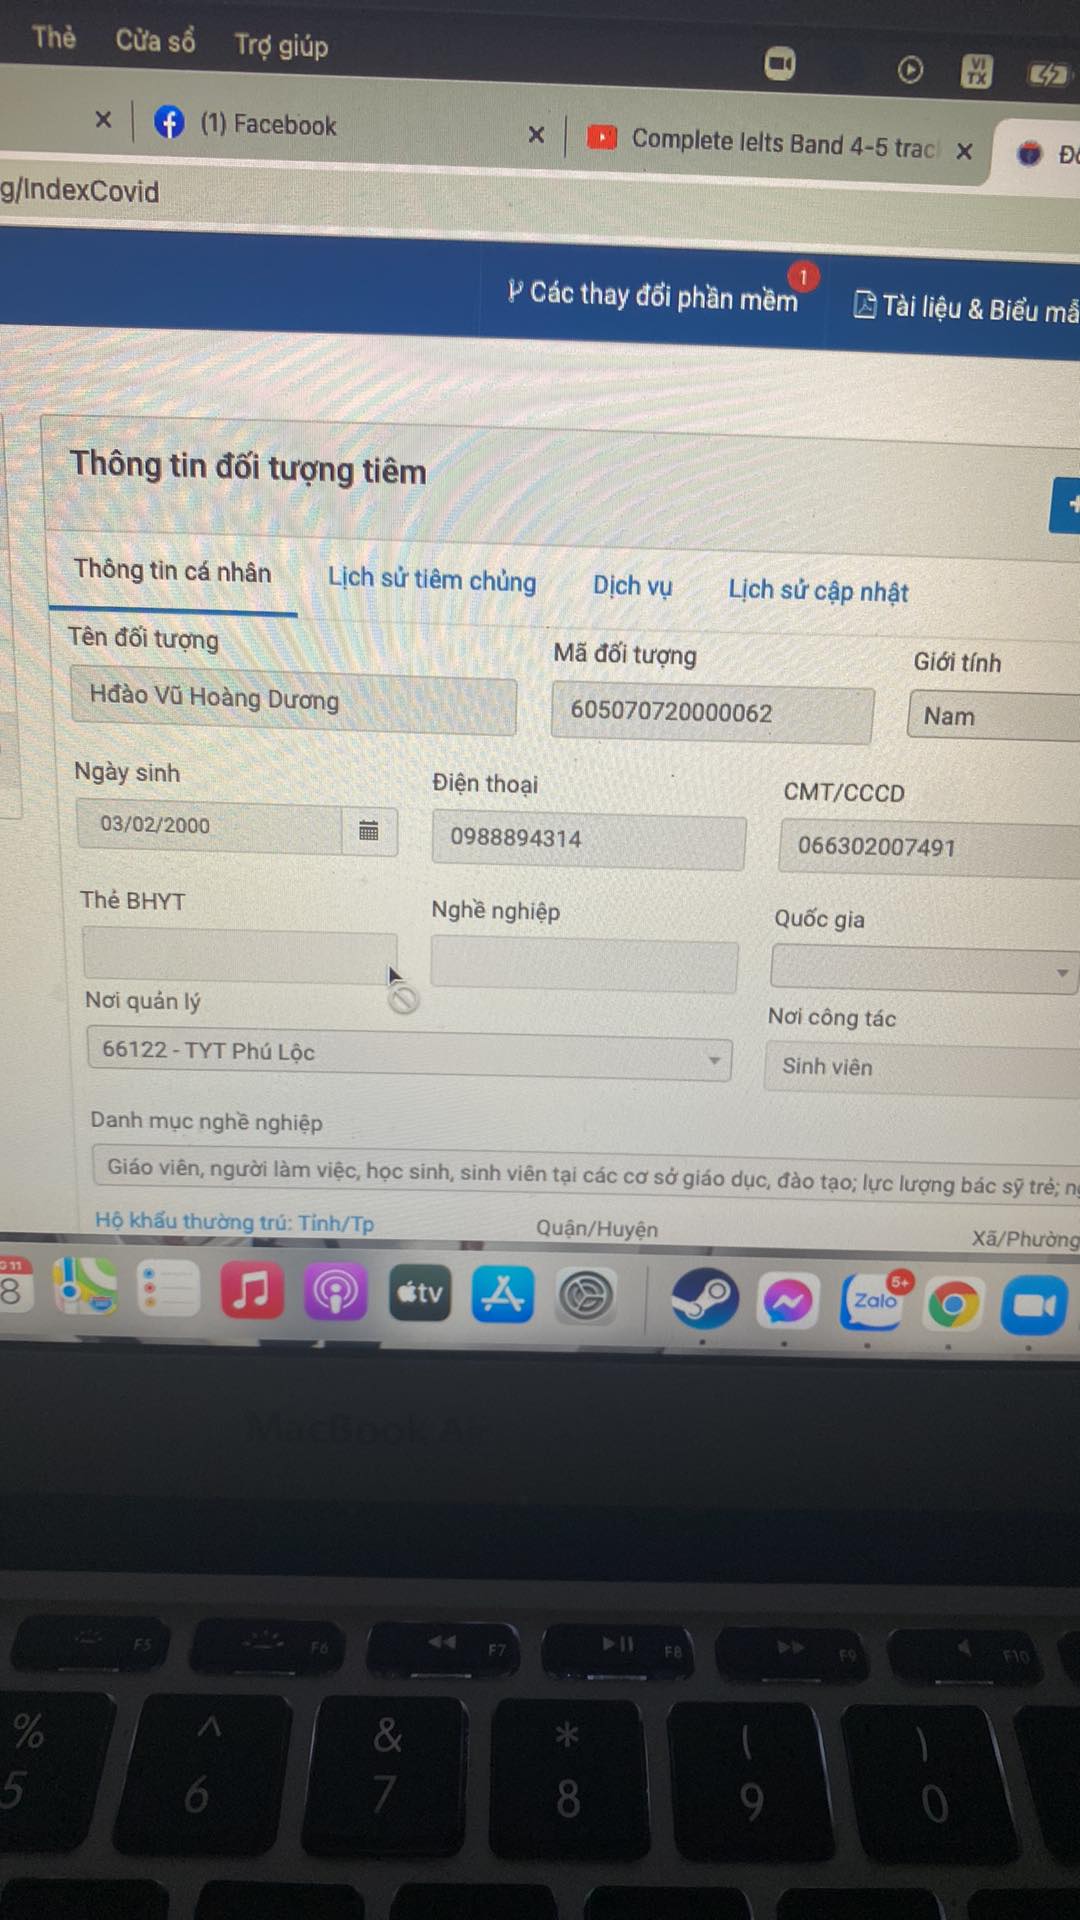 Thẻ Cửa sổ Trợ giúp
VI
TX
(1) Facebook
Complete Ielts Band 4-5 trac
g/IndexCovid
Các thay đổi phần mềm 1 Tài liệu & Biểu mẫ
Thông tin đối tượng tiêm
Thông tin cá nhân Lịch sử tiêm chủng Dịch vụ Lịch sử cập nhật
Tên đối tượng Mã đối tượng Giới tính
Hđào Vũ Hoàng Dương 605070720000062 Nam
Ngày sinh Điện thoại CMT/CCCD
03/02/2000 0988894314 066302007491
Thẻ BHYT Nghề nghiệp Quốc gia
Nơi quản lý Nơi công tác
66122 - TYT Phú Lộc Sinh viên
Danh mục nghề nghiệp
Giáo viên, người làm việc, học sinh, sinh viên tại các cơ sở giáo dục, đào tạo; lực lượng bác sỹ trẻ;
Hộ khẩu thường trú: Tỉnh/Tp Quận/Huyện Xã/Phường
8 tv Zalo 5+
MacBook Air
F5 F6 F7 F8 F9 F10
% ^ & * ( )
5 6 7 8 9 0